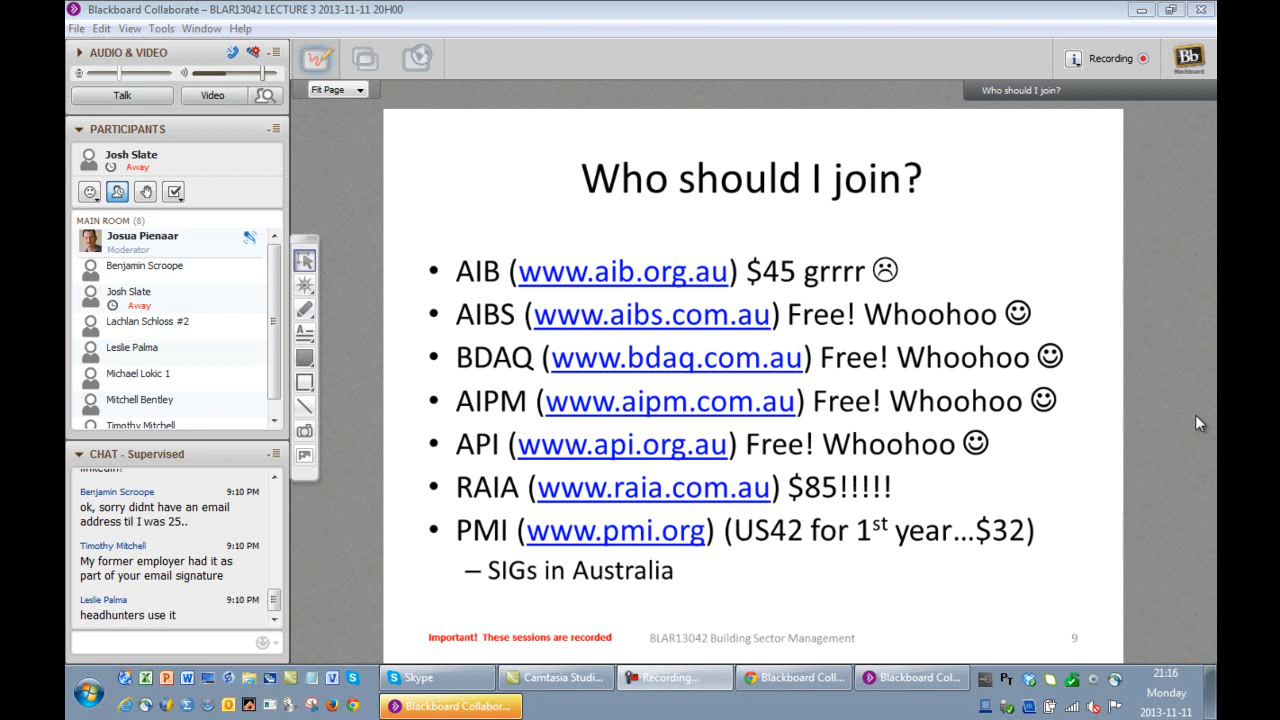 Blackboard Collaborate – BLAR13042 LECTURE 3 2013-11-11 20H00
File Edit View Tools Window Help
AUDIO & VIDEO
Talk
Video
PARTICIPANTS
Josh Slate
Away
MAIN ROOM (8)
Josua Pienaar
Moderator
Benjamin Scroope
Josh Slate
Away
Lachlan Schloss #2
Leslie Palma
Michael Lokic 1
Mitchell Bentley
Timothy Mitchell
CHAT - Supervised
linkedin!
Benjamin Scroope 9:10 PM
ok, sorry didnt have an email
address til I was 25..
Timothy Mitchell 9:10 PM
My former employer had it as
part of your email signature
Leslie Palma 9:10 PM
headhunters use it
Recording
Bb
Blackboard
Fit Page
Who should I join?
Who should I join?
• AIB (www.aib.org.au) $45 grrrr ☹
• AIBS (www.aibs.com.au) Free! Whoohoo ☺
• BDAQ (www.bdaq.com.au) Free! Whoohoo ☺
• AIPM (www.aipm.com.au) Free! Whoohoo ☺
• API (www.api.org.au) Free! Whoohoo ☺
• RAIA (www.raia.com.au) $85!!!!!
• PMI (www.pmi.org) (US42 for 1st year…$32)
– SIGs in Australia
Important! These sessions are recorded
BLAR13042 Building Sector Management
9
Skype
Camtasia Studi...
Recording...
Blackboard Coll...
Blackboard Col...
Blackboard Collabor...
PT
21:16
Monday
2013-11-11